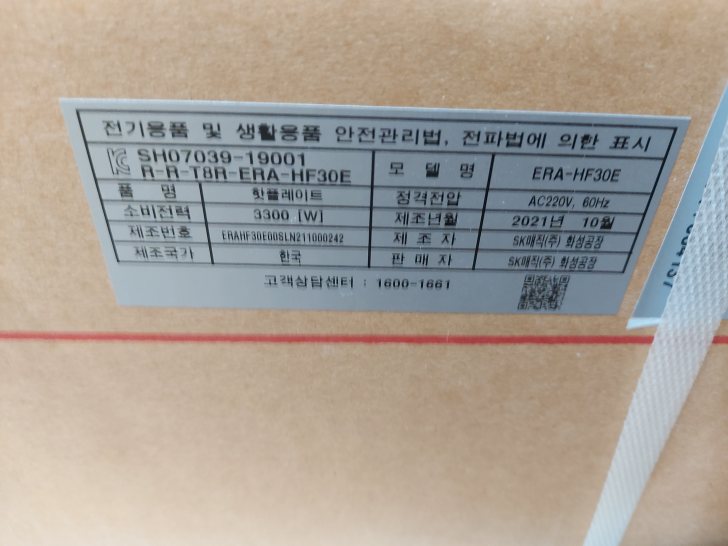 전기용품 및 생활용품 안전관리법, 전파법에 의한 표시
SH07039-19001
R-R-T8R-ERA-HF30E
모 델 명 ERA-HF30E
품 명 핫플레이트 정격전압 AC220V, 60Hz
소비전력 3300 [W] 제조년월 2021년 10월
제조번호 ERAHF30E00SLN211000242 제 조 자 SK매직(주) 화성공장
제조국가 한국 판 매 자 SK매직(주) 화성공장
고객상담센터 : 1600-1661